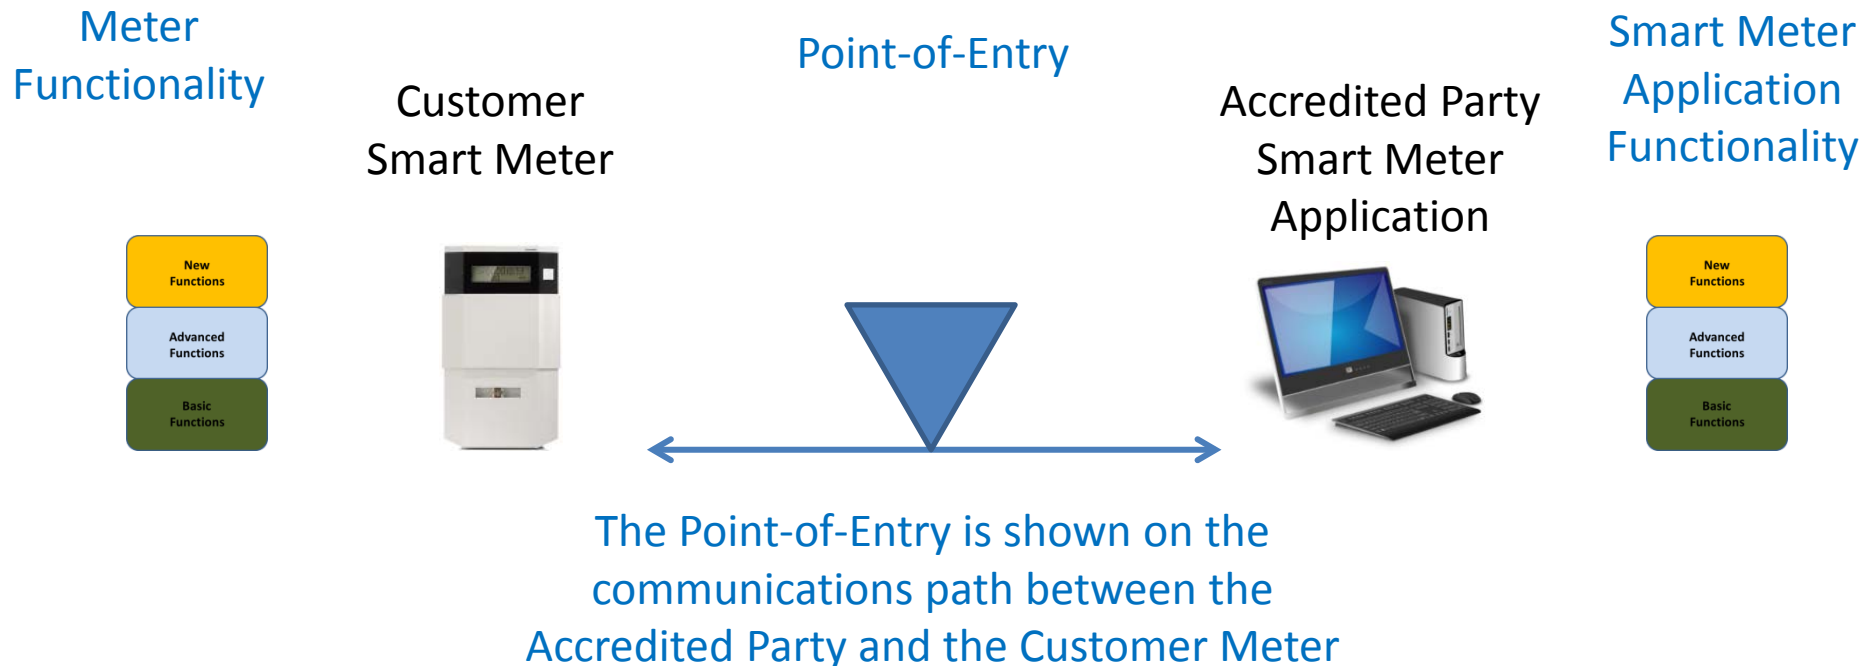 Meter
Functionality
Customer
Smart Meter
Point-of-Entry
Accredited Party
Smart Meter
Application
Smart Meter
Application
Functionality
New
Functions
Advanced
Functions
Basic
Functions
New
Functions
Advanced
Functions
Basic
Functions
The Point-of-Entry is shown on the
communications path between the
Accredited Party and the Customer Meter